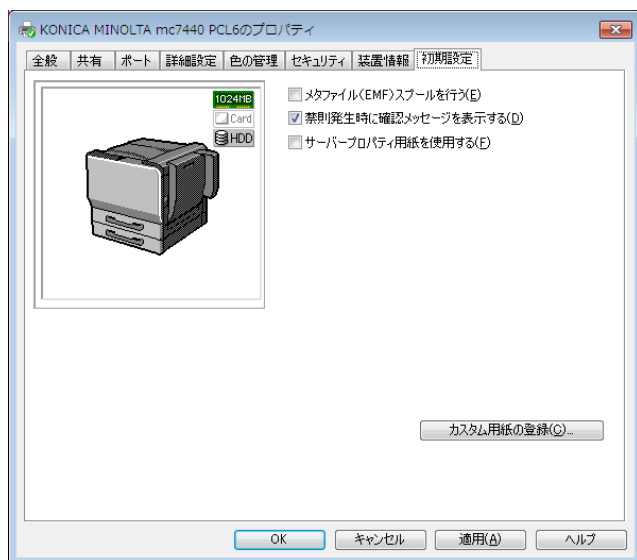 KONICA MINOLTA mc7440 PCL6のプロパティ
全般 共有 ポート 詳細設定 色の管理 セキュリティ 装置情報 初期設定
1024MB
Card
HDD
メタファイル(EMF)スプールを行う(E)
禁則発生時に確認メッセージを表示する(D)
サーバープロパティ用紙を使用する(F)
カスタム用紙の登録(C)...
OK キャンセル 適用(A) ヘルプ